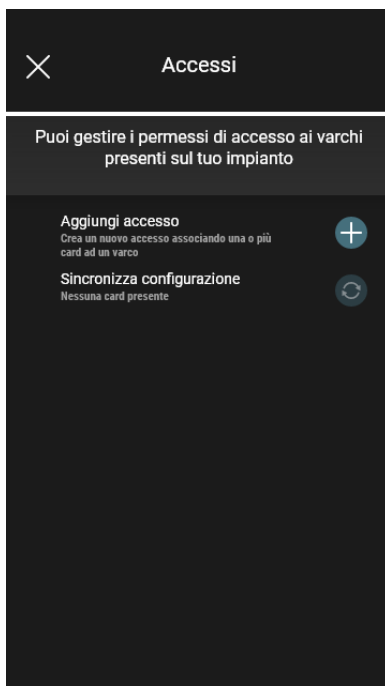 Accessi
Puoi gestire i permessi di accesso ai varchi
presenti sul tuo impianto
Aggiungi accesso
Crea un nuovo accesso associando una o più
card ad un varco
Sincronizza configurazione
Nessuna card presente